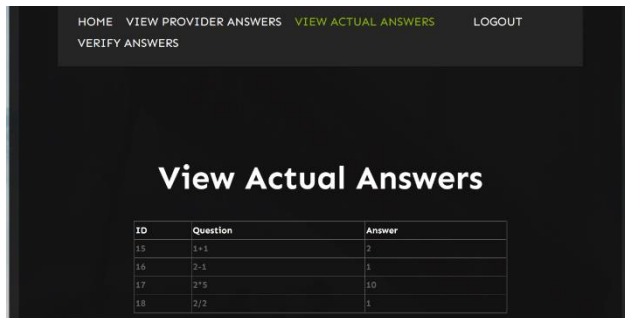 HOME VIEW PROVIDER ANSWERS VIEW ACTUAL ANSWERS LOGOUT
VERIFY ANSWERS
View Actual Answers
ID Question Answer
15 1+1 2
16 2-1 1
17 2*5 10
18 2/2 1